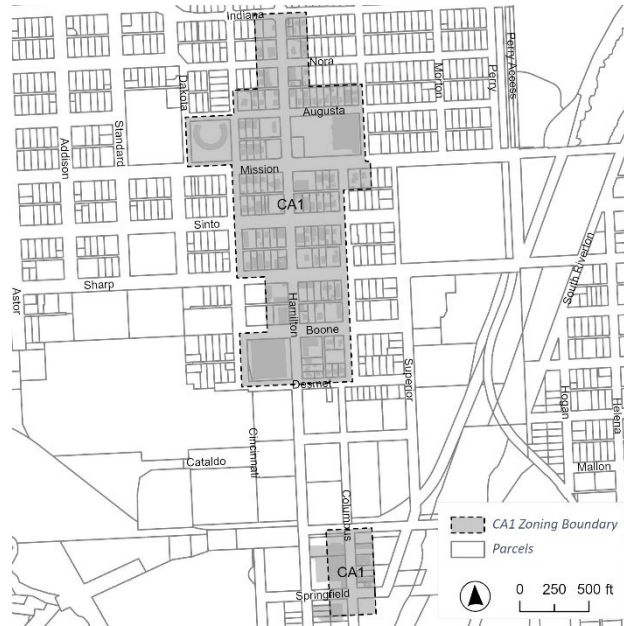 Indiana
Nora
Perry Access
Dakota
Morton
Perry
Augusta
Addison
Standard
Mission
CA1
Sinto
South Riverton
Sharp
Astor
Hamilton
Boone
Superior
Desmet
Hogan
Helena
Cincinnati
Cataldo
Mallon
Columbus
CA1
Springfield
CA1 Zoning Boundary
Parcels
0 250 500 ft